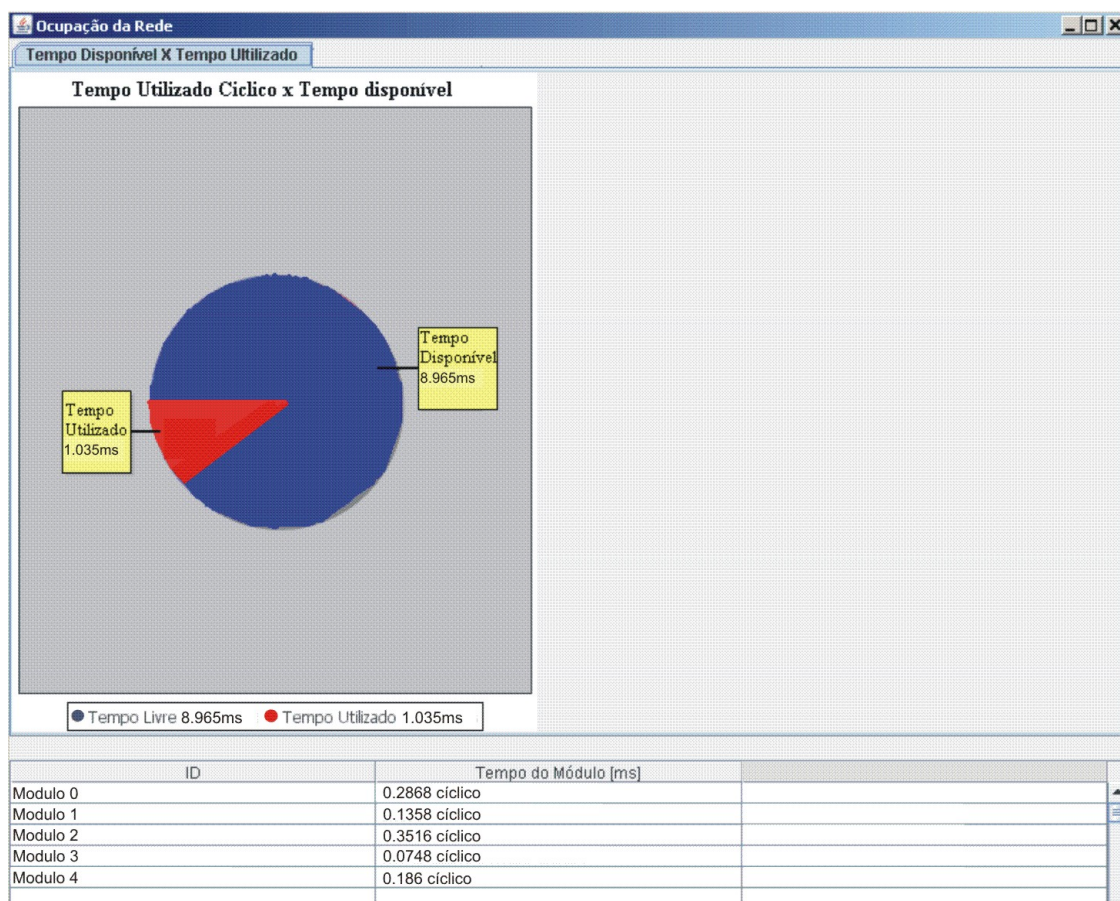 Ocupação da Rede
Tempo Disponível X Tempo Ultilizado
Tempo Utilizado Ciclico x Tempo disponível
Tempo
Disponível
8.965ms
Tempo
Utilizado
1.035ms
Tempo Livre 8.965ms Tempo Utilizado 1.035ms
ID Tempo do Módulo [ms]
Modulo 0 0.2868 cíclico
Modulo 1 0.1358 cíclico
Modulo 2 0.3516 cíclico
Modulo 3 0.0748 cíclico
Modulo 4 0.186 cíclico